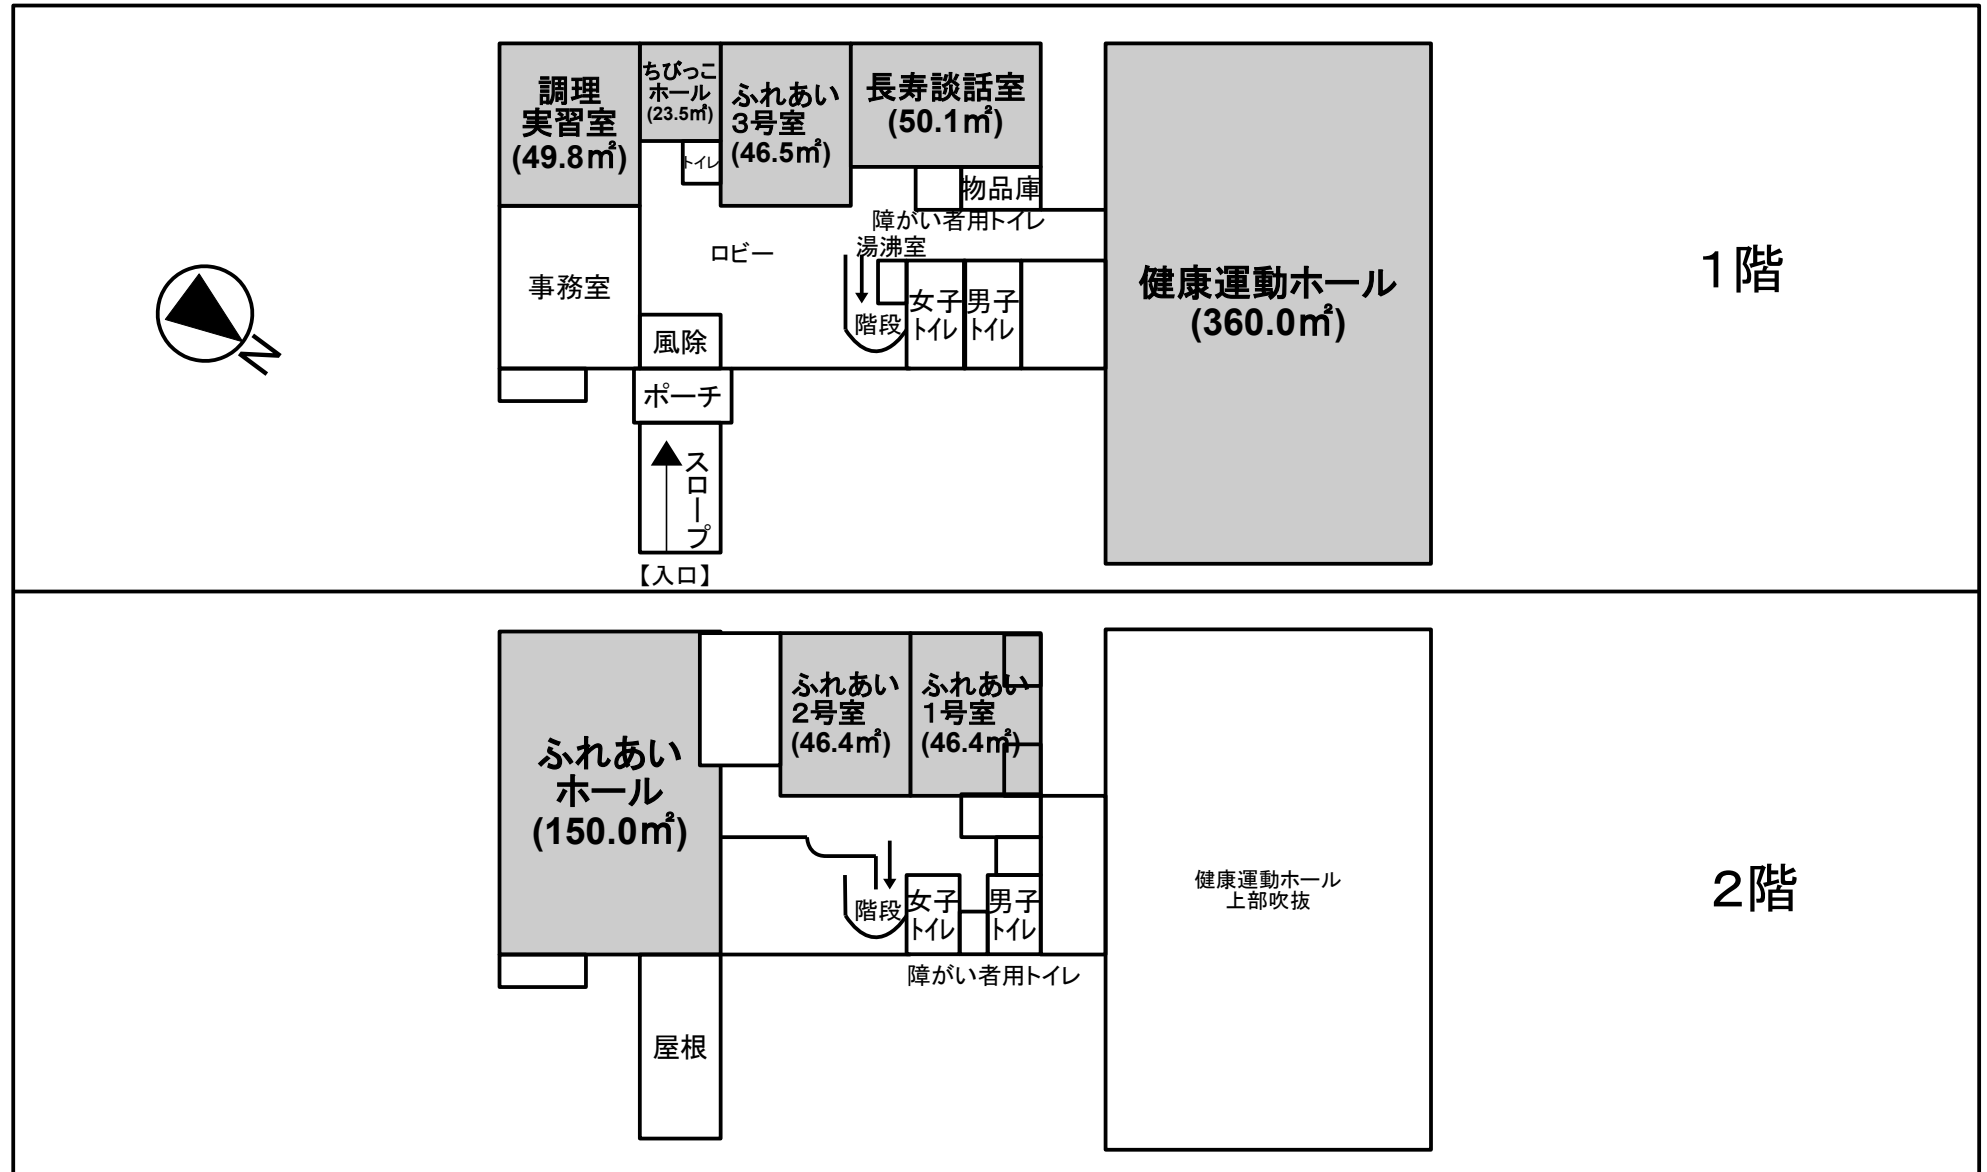 調理
実習室
(49.8㎡)
ちびっこ
ホール
(23.5㎡)
トイレ
ふれあい
3号室
(46.5㎡)
長寿談話室
(50.1㎡)
物品庫
障がい者用トイレ
湯沸室
ロビー
事務室
風除
ポーチ
スロープ
【入口】
階段
女子
トイレ
男子
トイレ
健康運動ホール
(360.0㎡)
1階
N
ふれあい
ホール
(150.0㎡)
ふれあい
2号室
(46.4㎡)
ふれあい
1号室
(46.4㎡)
階段
女子
トイレ
男子
トイレ
障がい者用トイレ
屋根
健康運動ホール
上部吹抜
2階